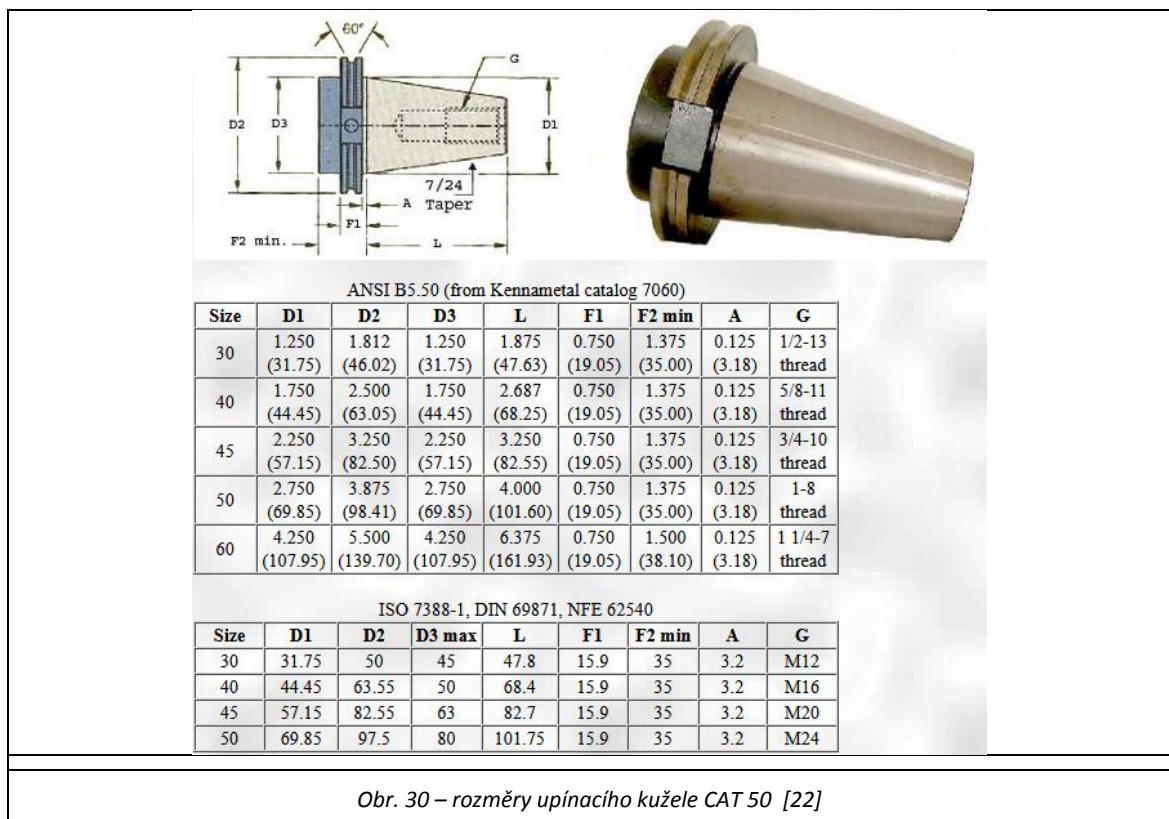 60°
G
D2
D3
D1
7/24
A Taper
F1
F2 min.
L
ANSI B5.50 (from Kennametal catalog 7060)
Size D1 D2 D3 L F1 F2 min A G
30 1.250 1.812 1.250 1.875 0.750 1.375 0.125 1/2-13
(31.75) (46.02) (31.75) (47.63) (19.05) (35.00) (3.18) thread
40 1.750 2.500 1.750 2.687 0.750 1.375 0.125 5/8-11
(44.45) (63.05) (44.45) (68.25) (19.05) (35.00) (3.18) thread
45 2.250 3.250 2.250 3.250 0.750 1.375 0.125 3/4-10
(57.15) (82.50) (57.15) (82.55) (19.05) (35.00) (3.18) thread
50 2.750 3.875 2.750 4.000 0.750 1.375 0.125 1-8
(69.85) (98.41) (69.85) (101.60) (19.05) (35.00) (3.18) thread
60 4.250 5.500 4.250 6.375 0.750 1.500 0.125 1 1/4-7
(107.95) (139.70) (107.95) (161.93) (19.05) (38.10) (3.18) thread
ISO 7388-1, DIN 69871, NFE 62540
Size D1 D2 D3 max L F1 F2 min A G
30 31.75 50 45 47.8 15.9 35 3.2 M12
40 44.45 63.55 50 68.4 15.9 35 3.2 M16
45 57.15 82.55 63 82.7 15.9 35 3.2 M20
50 69.85 97.5 80 101.75 15.9 35 3.2 M24
Obr. 30 – rozměry upínacího kužele CAT 50 [22]